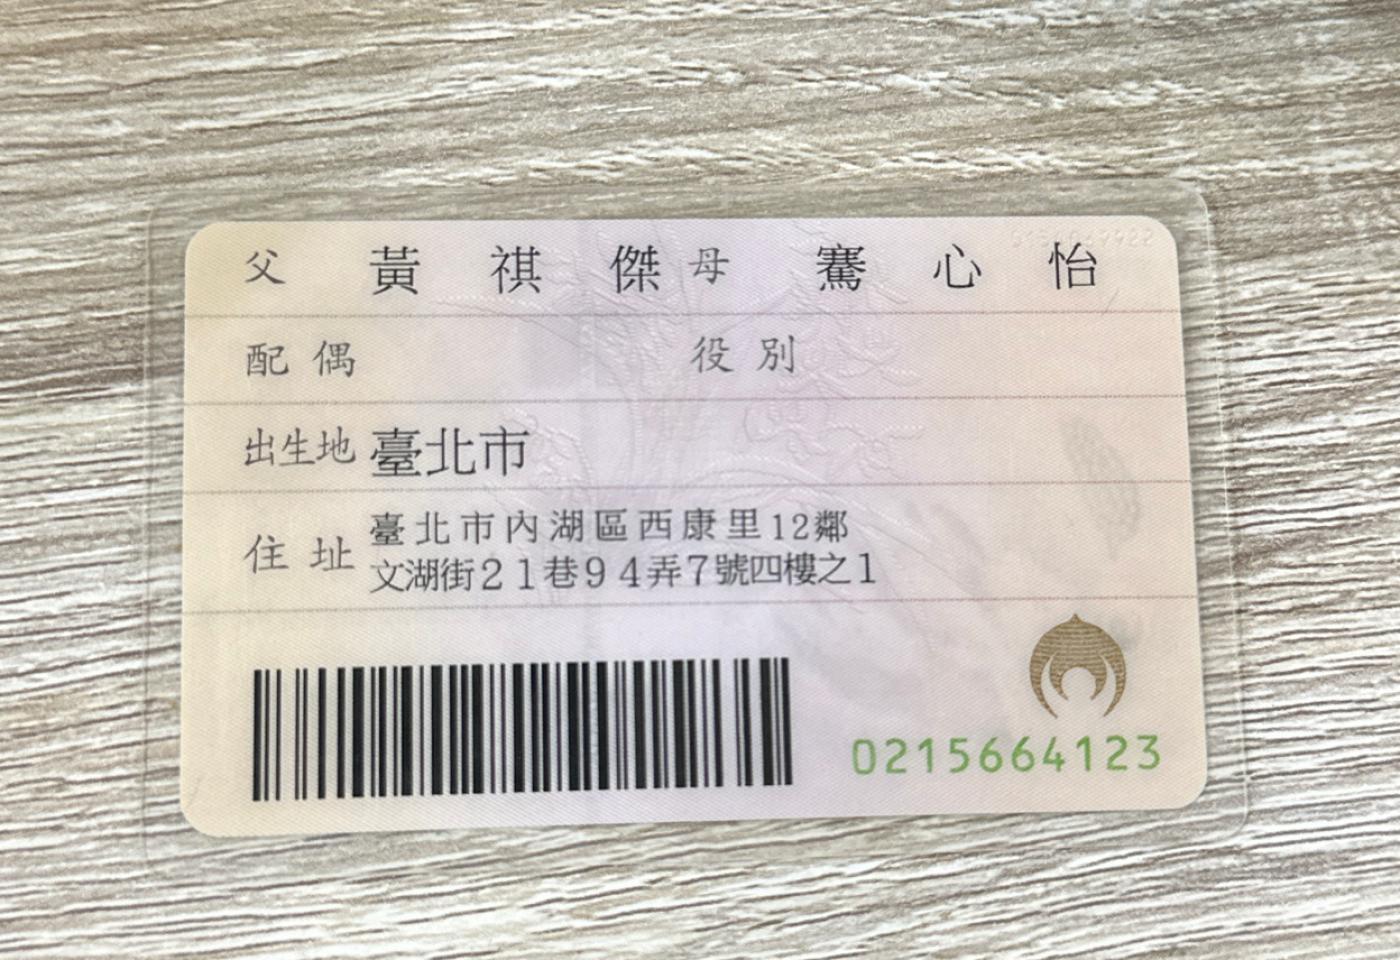 父 黃祺傑 母 騫心怡
配偶 役別
出生地 臺北市
住址 臺北市內湖區西康里12鄰
文湖街21巷94弄7號四樓之1
0215664123